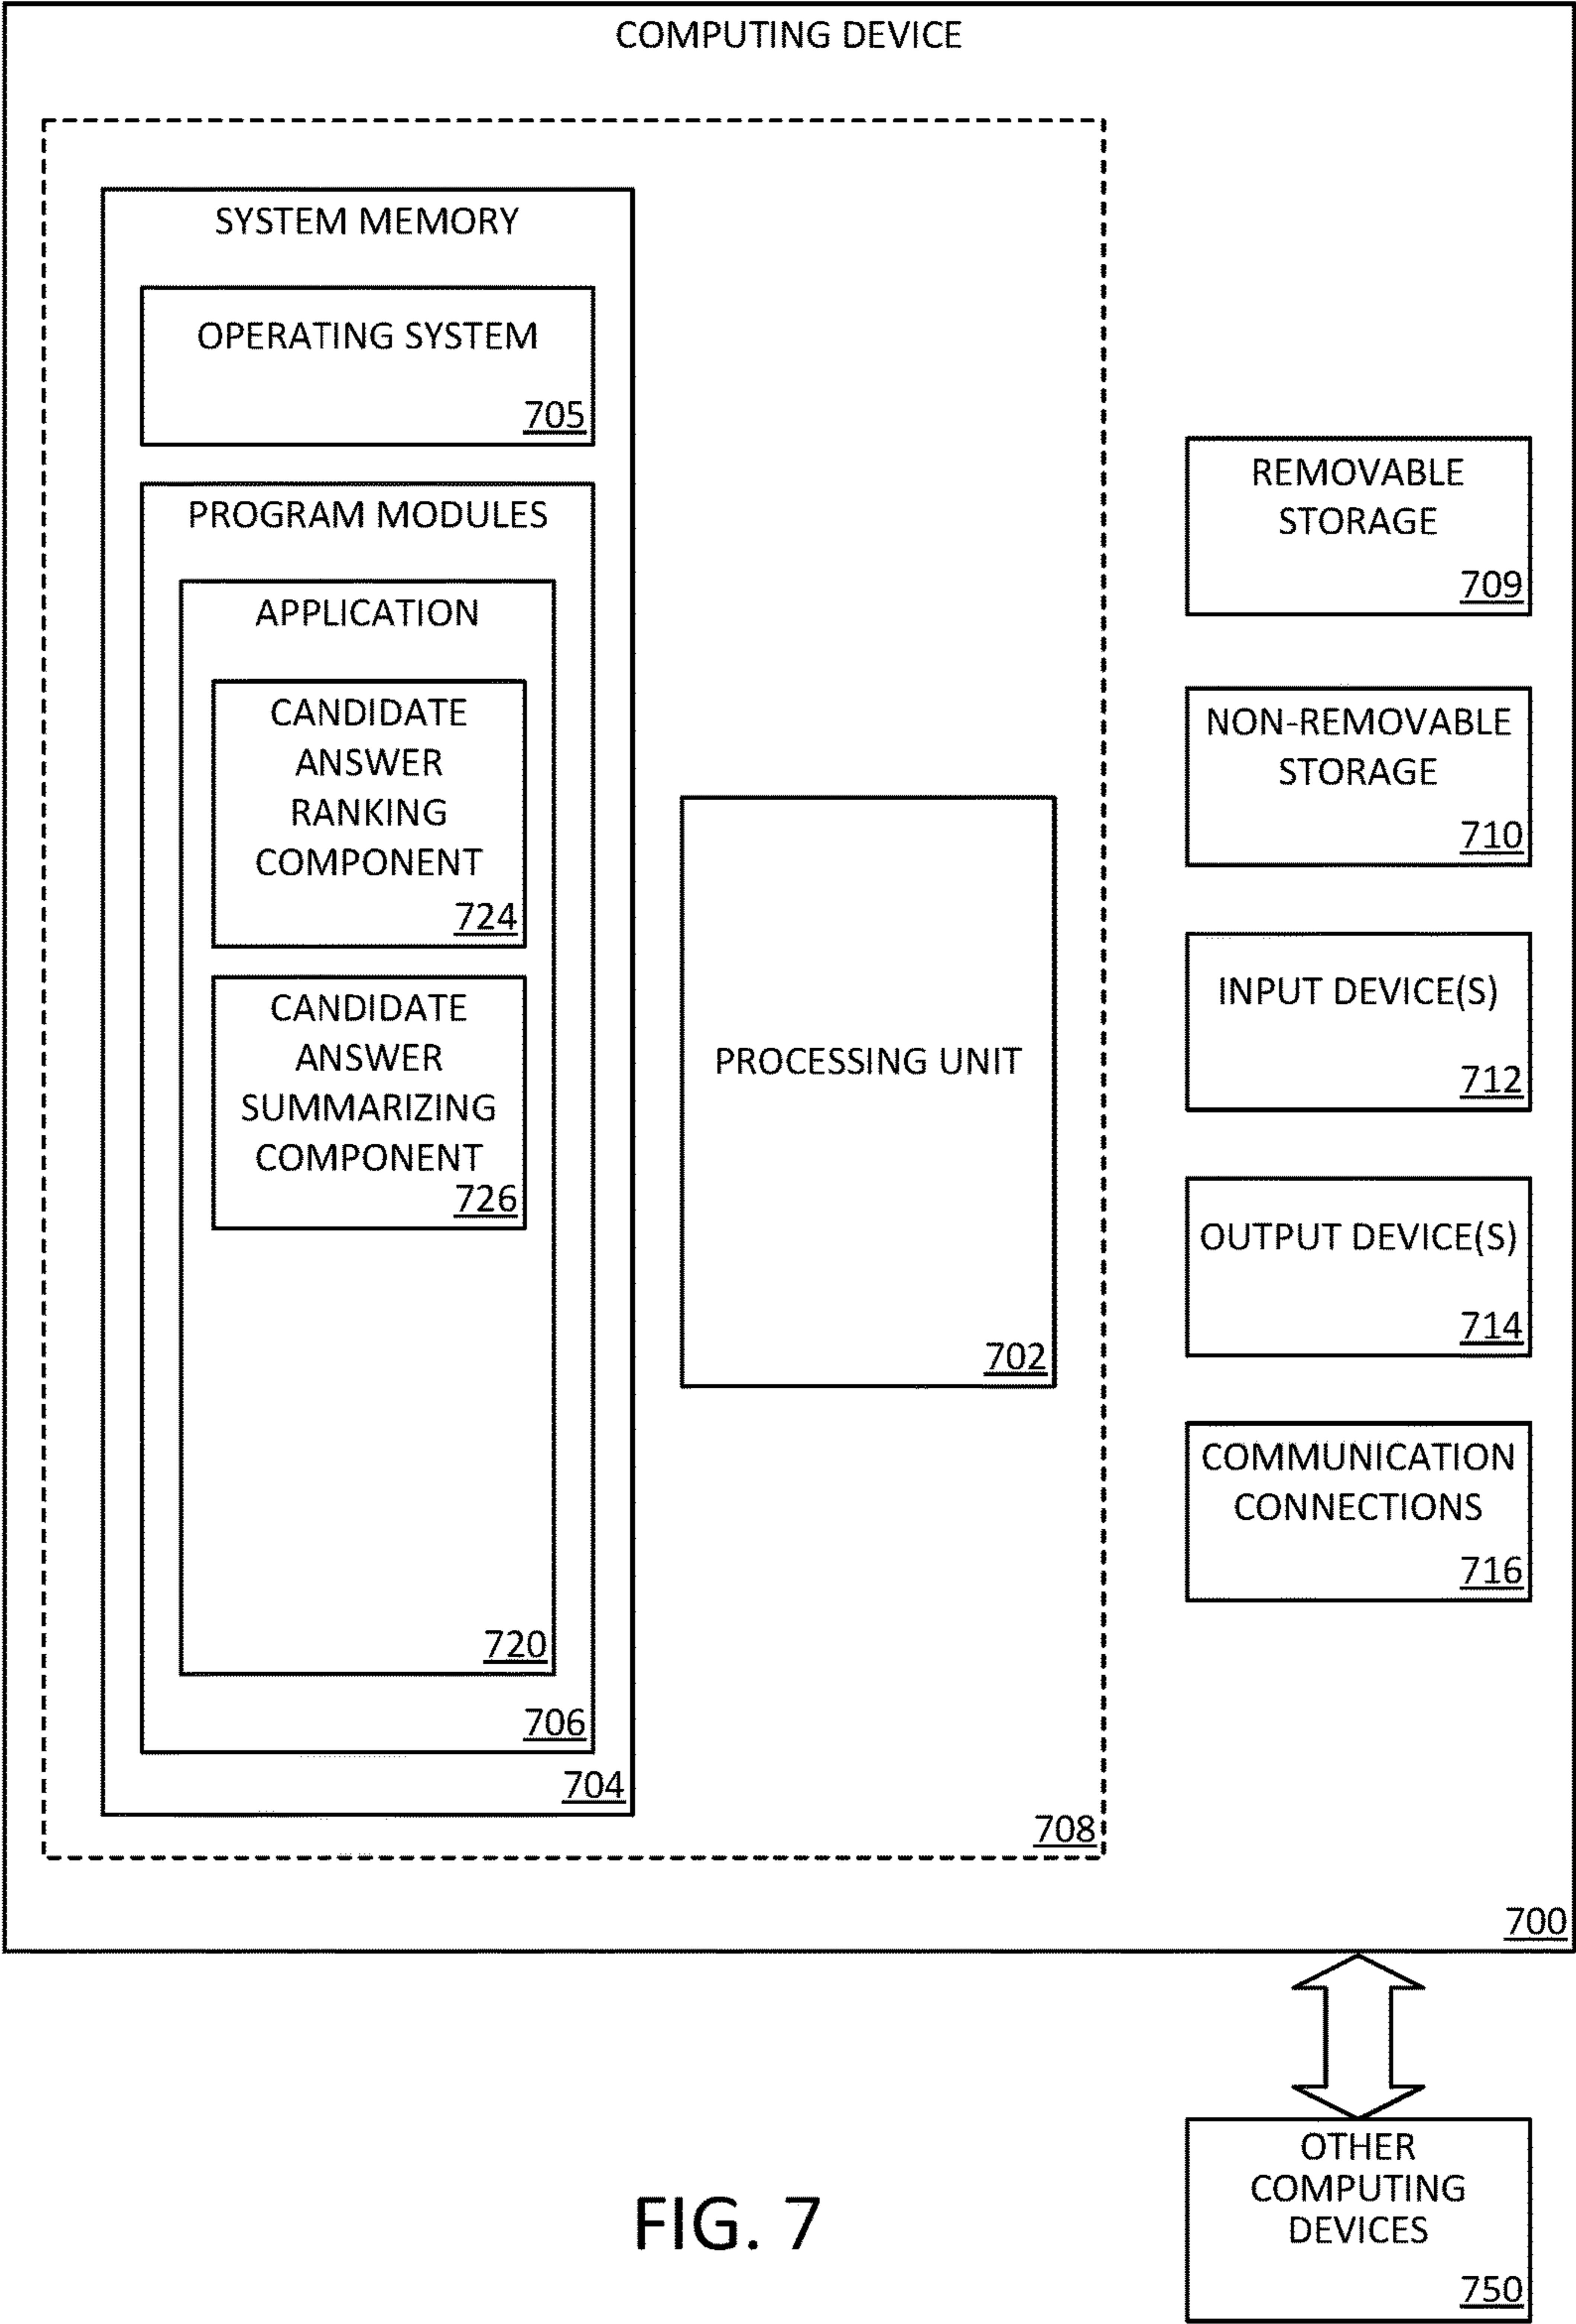 COMPUTING DEVICE
SYSTEM MEMORY
OPERATING SYSTEM
705
PROGRAM MODULES
APPLICATION
CANDIDATE
ANSWER
RANKING
COMPONENT
724
CANDIDATE
ANSWER
SUMMARIZING
COMPONENT
726
720
706
704
PROCESSING UNIT
702
708
REMOVABLE
STORAGE
709
NON-REMOVABLE
STORAGE
710
INPUT DEVICE(S)
712
OUTPUT DEVICE(S)
714
COMMUNICATION
CONNECTIONS
716
700
OTHER
COMPUTING
DEVICES
750
FIG. 7